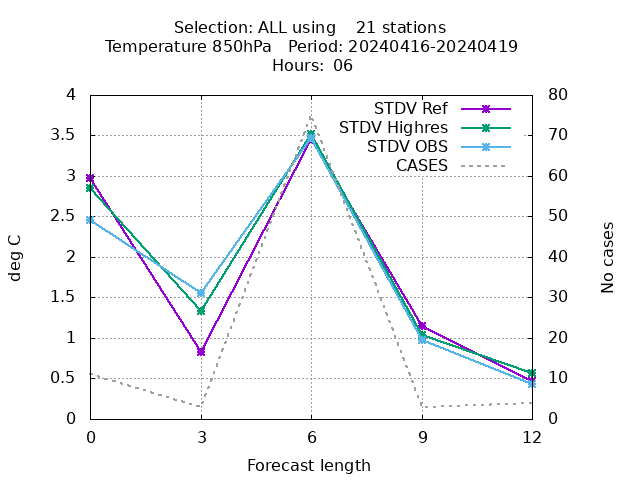 Selection: ALL using    21 stations
Temperature 850hPa   Period: 20240416-20240419
Hours:  06
4
3.5
3
2.5
2
1.5
1
0.5
0
80
70
60
50
40
30
20
10
0
STDV Ref
STDV Highres
STDV OBS
CASES
deg C
No cases
0
3
6
9
12
Forecast length